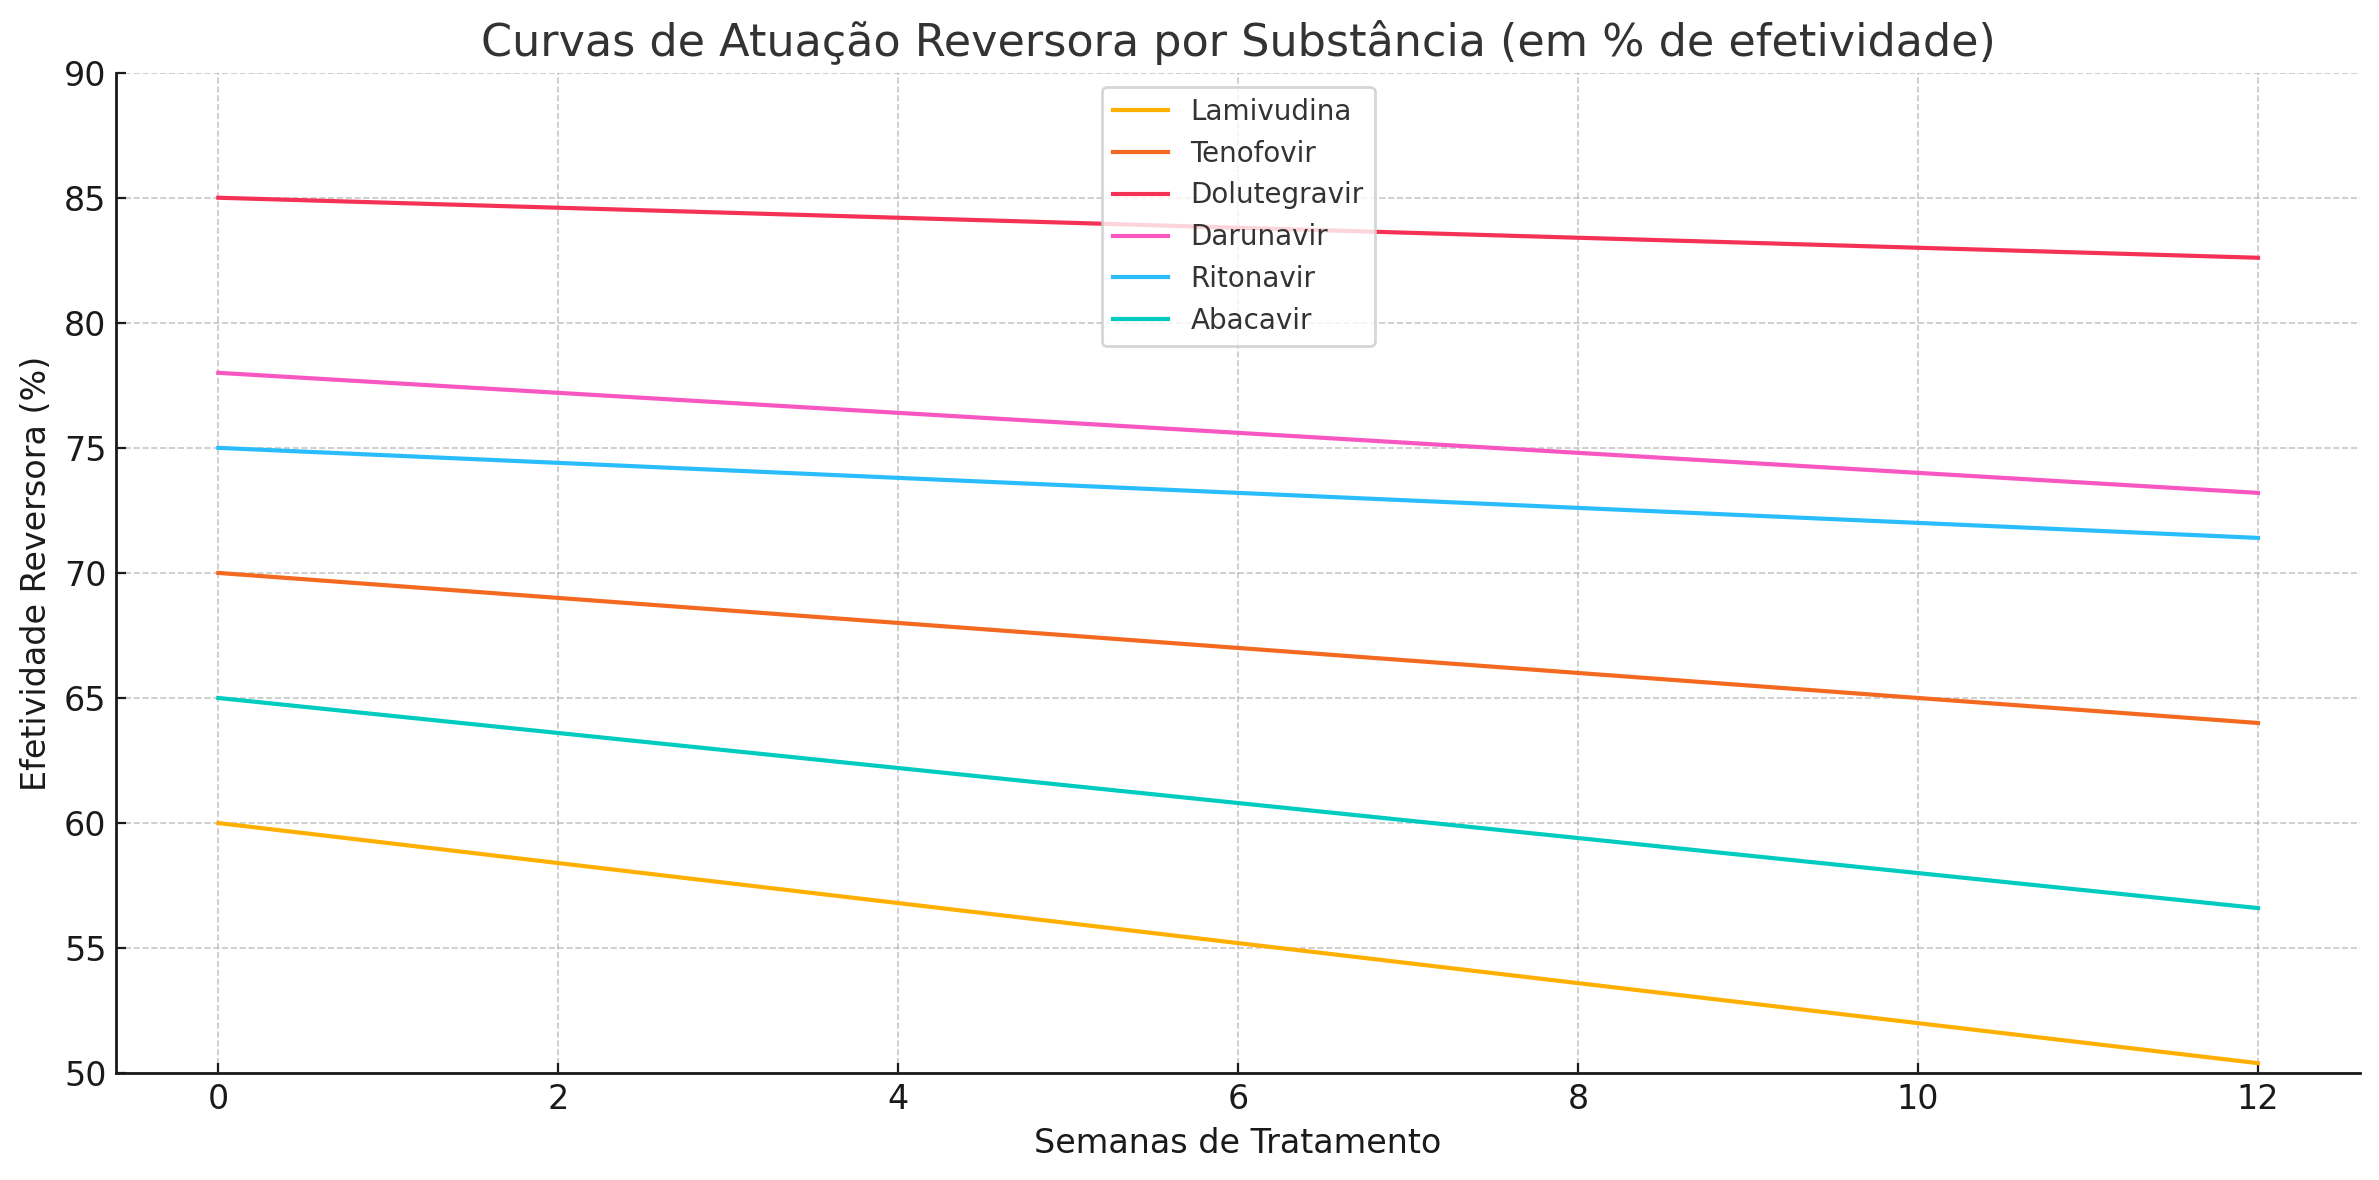 Curvas de Atuação Reversora por Substância (em % de efetividade)
Lamivudina
Tenofovir
Dolutegravir
Darunavir
Ritonavir
Abacavir
Efetividade Reversora (%)
90
85
80
75
70
65
60
55
50
0 2 4 6 8 10 12
Semanas de Tratamento